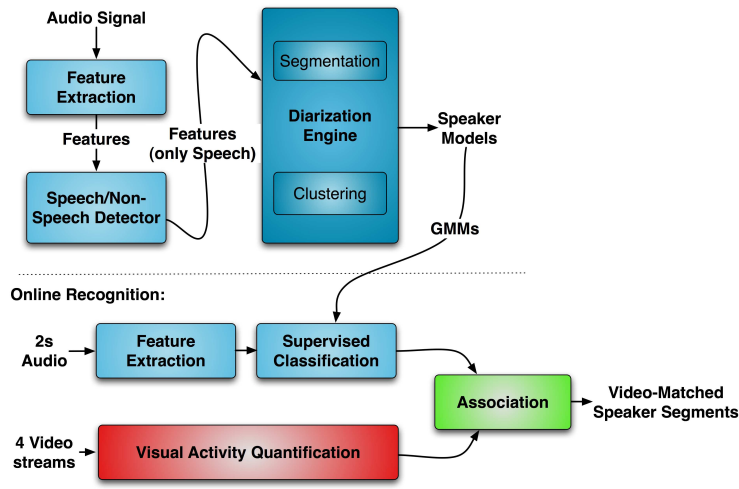 Audio Signal
Feature
Extraction
Features
Speech/Non-
Speech Detector
Features
(only Speech)
Segmentation
Diarization
Engine
Clustering
Speaker
Models
GMMs
Online Recognition:
2s
Audio
Feature
Extraction
Supervised
Classification
Association
Video-Matched
Speaker Segments
4 Video
streams
Visual Activity Quantification